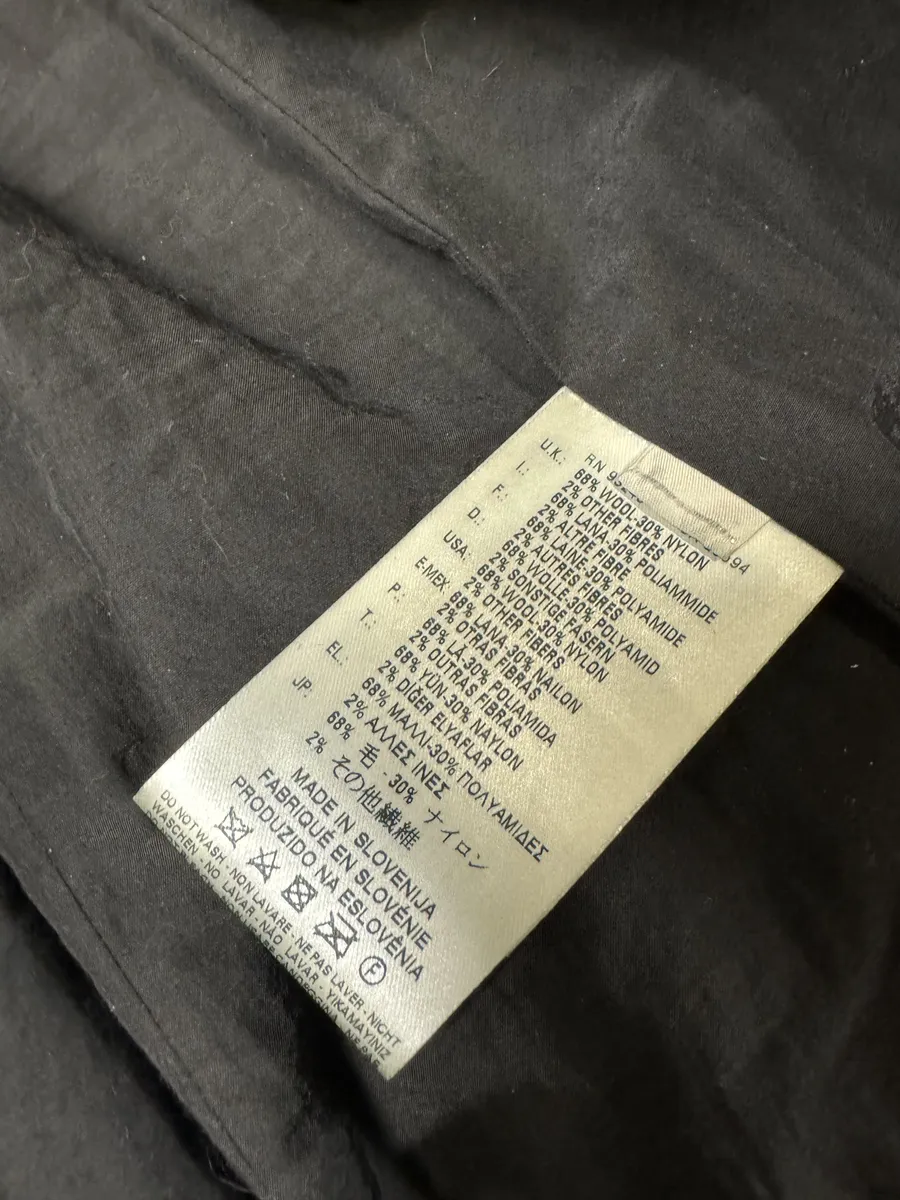 RN
94
U.K.: 68% WOOL-30% NYLON
2% OTHER FIBRES
I.: 68% LANA-30% POLIAMMIDE
2% ALTRE FIBRE
F.: 68% LAINE-30% POLYAMIDE
2% AUTRES FIBRES
D.: 68% WOLLE-30% POLYAMID
2% SONSTIGE FASERN
USA: 68% WOOL-30% NYLON
2% OTHER FIBERS
E-MEX 68% LANA-30% NAILON
2% OTRAS FIBRAS
P.: 68% LÃ-30% POLIAMIDA
2% OUTRAS FIBRAS
T.: 68% YÜN-30% NAYLON
2% DIĞER ELYAFLAR
EL.: 68% ΜΑΛΛΙ-30% ΠΟΛΥΑΜΙΔΕΣ
2% ΑΛΛΕΣ ΙΝΕΣ
JP.: 68% 毛 - 30% ナイロン
2% その他繊維
MADE IN SLOVENIJA
FABRIQUÉ EN SLOVÉNIE
PRODUZIDO NA ESLOVÉNIA
F
DO NOT WASH - NON LAVARE - NE PAS LAVER - NICHT
WASCHEN - NO LAVAR - NÃO LAVAR - YIKAMAYINIZ